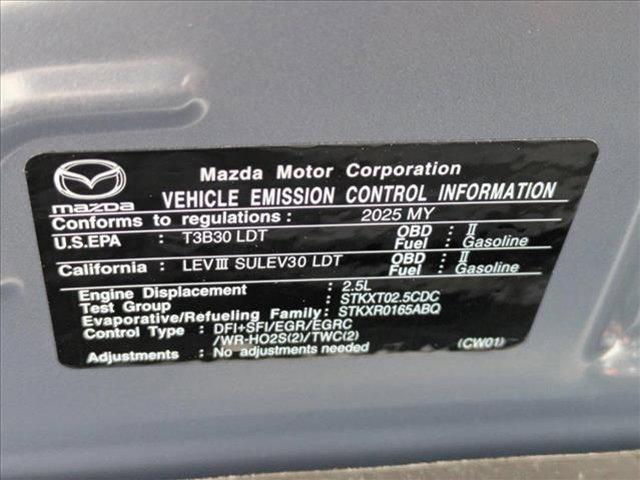 Mazda Motor Corporation
mazda VEHICLE EMISSION CONTROL INFORMATION
Conforms to regulations : 2025 MY
U.S.EPA : T3B30 LDT OBD : II
Fuel : Gasoline
California : LEVIII SULEV30 LDT OBD : II
Fuel : Gasoline
Engine Displacement : 2.5L
Test Group : STKXT02.5CDC
Evaporative/Refueling Family: STKXR0165ABQ
Control Type : DFI+SFI/EGR/EGRC
/WR-HO2S(2)/TWC(2)
Adjustments : No adjustments needed (CW01)